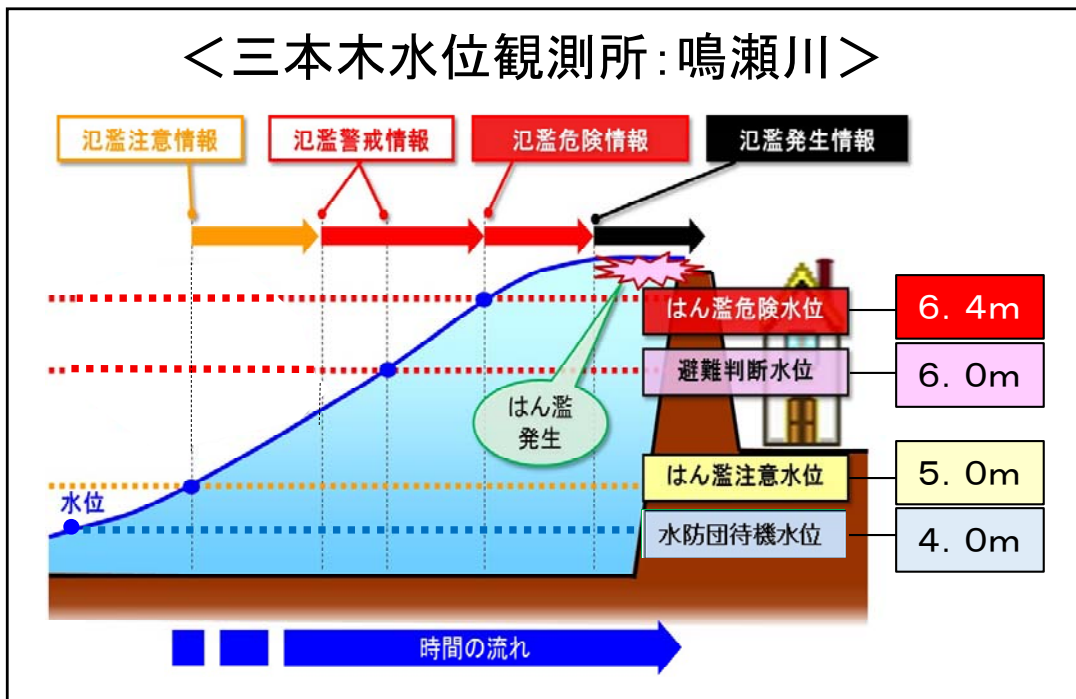 ＜三本木水位観測所：鳴瀬川＞
氾濫注意情報
氾濫警戒情報
氾濫危険情報
氾濫発生情報
はん濫危険水位
６．４ｍ
避難判断水位
６．０ｍ
はん濫
発生
はん濫注意水位
５．０ｍ
水位
水防団待機水位
４．０ｍ
時間の流れ